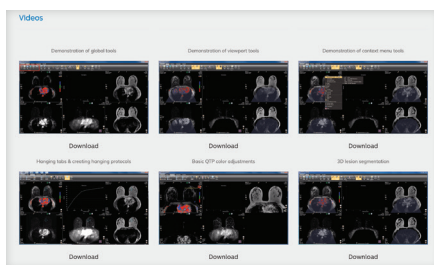 Videos
Demonstration of global tools
Demonstration of viewport tools
Demonstration of context menu tools
Download
Download
Download
Hanging tabs & creating hanging protocols
Basic QTP color adjustments
3D lesion segmentation
Download
Download
Download